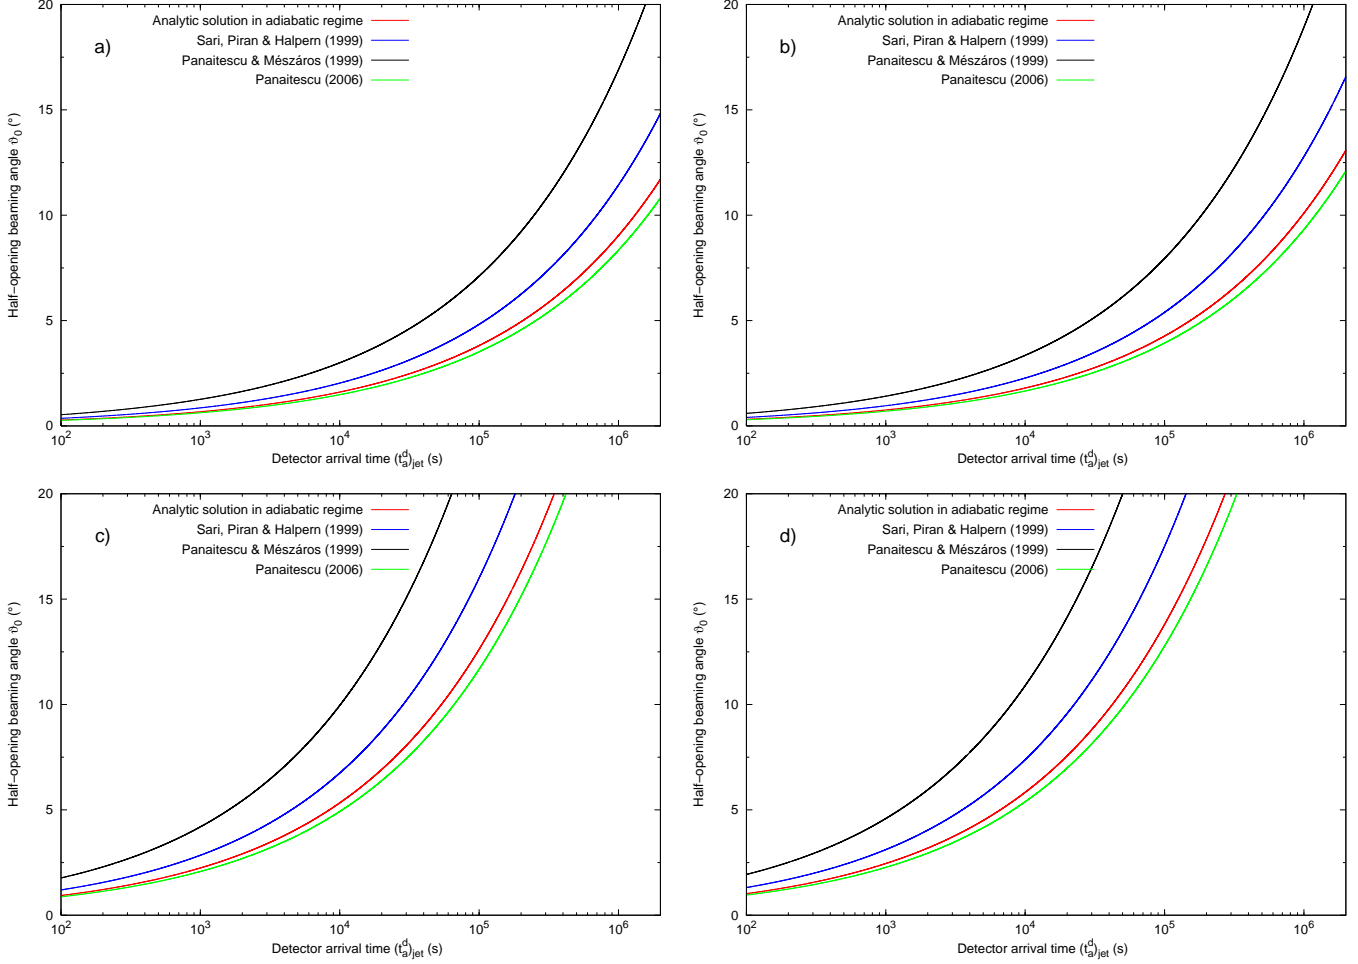 a)
Analytic solution in adiabatic regime
Sari, Piran & Halpern (1999)
Panaitescu & Mészáros (1999)
Panaitescu (2006)
Half−opening beaming angle ϑ0 (°)
20
15
10
5
0
10^2 10^3 10^4 10^5 10^6
Detector arrival time (t_a^d)_jet (s)
b)
Analytic solution in adiabatic regime
Sari, Piran & Halpern (1999)
Panaitescu & Mészáros (1999)
Panaitescu (2006)
Half−opening beaming angle ϑ0 (°)
20
15
10
5
0
10^2 10^3 10^4 10^5 10^6
Detector arrival time (t_a^d)_jet (s)
c)
Analytic solution in adiabatic regime
Sari, Piran & Halpern (1999)
Panaitescu & Mészáros (1999)
Panaitescu (2006)
Half−opening beaming angle ϑ0 (°)
20
15
10
5
0
10^2 10^3 10^4 10^5 10^6
Detector arrival time (t_a^d)_jet (s)
d)
Analytic solution in adiabatic regime
Sari, Piran & Halpern (1999)
Panaitescu & Mészáros (1999)
Panaitescu (2006)
Half−opening beaming angle ϑ0 (°)
20
15
10
5
0
10^2 10^3 10^4 10^5 10^6
Detector arrival time (t_a^d)_jet (s)